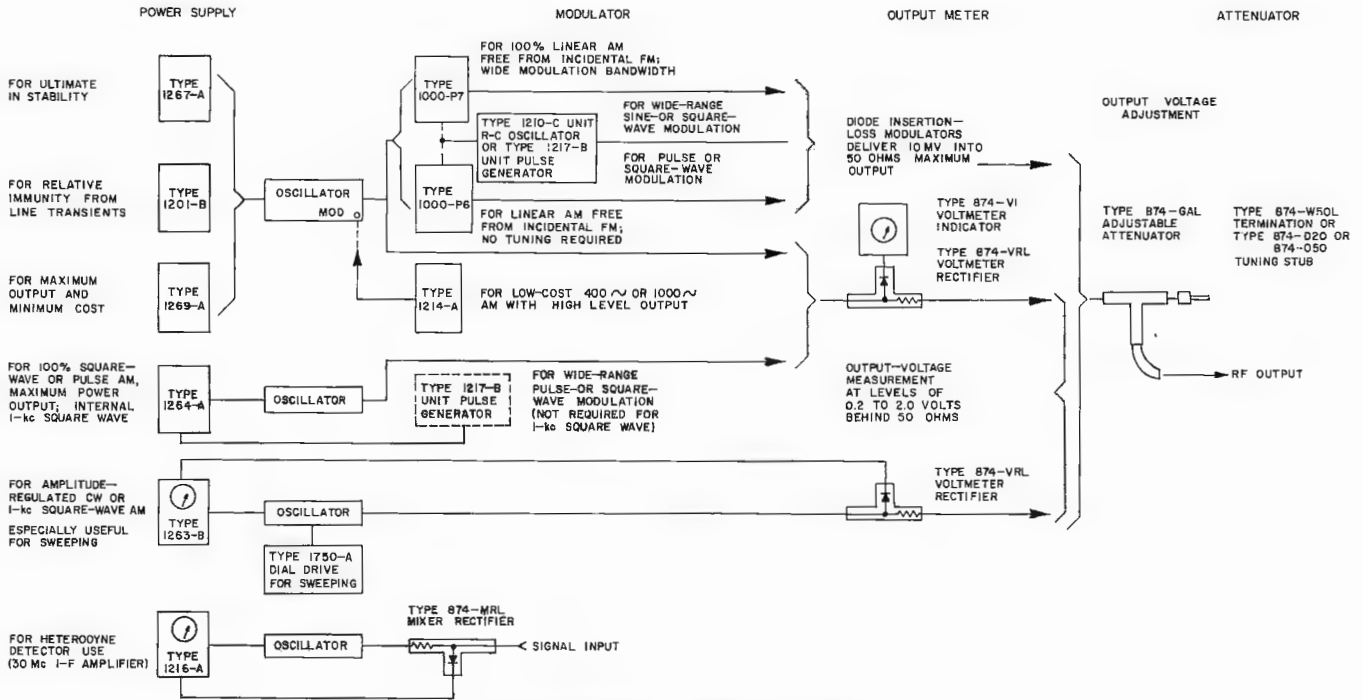 POWER SUPPLY
MODULATOR
OUTPUT METER
ATTENUATOR
FOR ULTIMATE
IN STABILITY
TYPE
1267-A
FOR RELATIVE
IMMUNITY FROM
LINE TRANSIENTS
TYPE
1201-B
FOR MAXIMUM
OUTPUT AND
MINIMUM COST
TYPE
1269-A
OSCILLATOR
MOD
TYPE
1000-P7
FOR 100% LINEAR AM
FREE FROM INCIDENTAL FM;
WIDE MODULATION BANDWIDTH
TYPE 1210-C UNIT
R-C OSCILLATOR
OR TYPE 1217-B
UNIT PULSE
GENERATOR
FOR WIDE-RANGE
SINE-OR SQUARE-
WAVE MODULATION
FOR PULSE OR
SQUARE-WAVE
MODULATION
TYPE
1000-P6
FOR LINEAR AM FREE
FROM INCIDENTAL FM;
NO TUNING REQUIRED
TYPE
1214-A
FOR LOW-COST 400 ~ OR 1000 ~
AM WITH HIGH LEVEL OUTPUT
DIODE INSERTION-
LOSS MODULATORS
DELIVER 10 MV INTO
50 OHMS MAXIMUM
OUTPUT
TYPE 874-VI
VOLTMETER
INDICATOR
TYPE 874-VRL
VOLTMETER
RECTIFIER
OUTPUT-VOLTAGE
MEASUREMENT
AT LEVELS OF
0.2 TO 2.0 VOLTS
BEHIND 50 OHMS
OUTPUT VOLTAGE
ADJUSTMENT
TYPE 874-GAL
ADJUSTABLE
ATTENUATOR
TYPE 874-W50L
TERMINATION OR
TYPE 874-D20 OR
874-D50
TUNING STUB
RF OUTPUT
FOR 100% SQUARE-
WAVE OR PULSE AM,
MAXIMUM POWER
OUTPUT; INTERNAL
1-kc SQUARE WAVE
TYPE
1264-A
OSCILLATOR
TYPE 1217-B
UNIT PULSE
GENERATOR
FOR WIDE-RANGE
PULSE-OR SQUARE-
WAVE MODULATION
(NOT REQUIRED FOR
1-kc SQUARE WAVE)
FOR AMPLITUDE-
REGULATED CW OR
1-kc SQUARE-WAVE AM
ESPECIALLY USEFUL
FOR SWEEPING
TYPE
1263-B
OSCILLATOR
TYPE 1750-A
DIAL DRIVE
FOR SWEEPING
TYPE 874-VRL
VOLTMETER
RECTIFIER
FOR HETERODYNE
DETECTOR USE
(30 Mc I-F AMPLIFIER)
TYPE
1216-A
OSCILLATOR
TYPE 874-MRL
MIXER RECTIFIER
SIGNAL INPUT